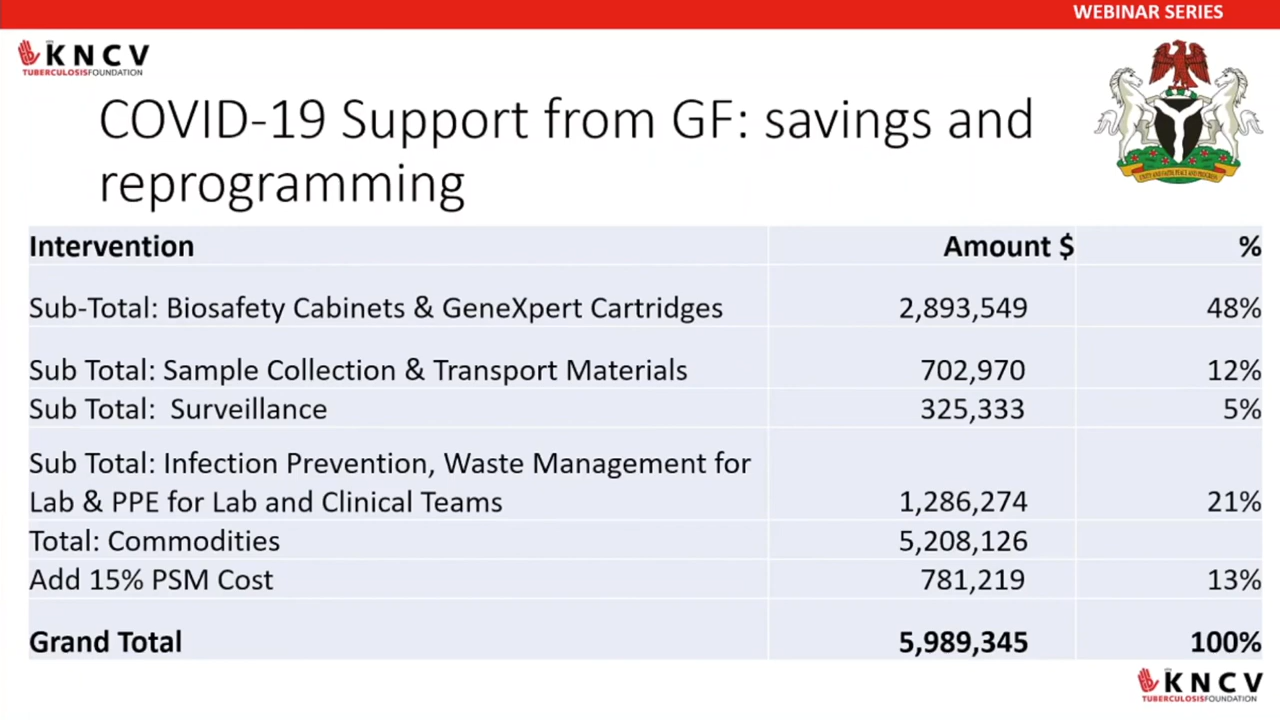 WEBINAR SERIES
KNCV
TUBERCULOSISFOUNDATION
COVID-19 Support from GF: savings and
reprogramming
Intervention Amount $ %
Sub-Total: Biosafety Cabinets & GeneXpert Cartridges 2,893,549 48%
Sub Total: Sample Collection & Transport Materials 702,970 12%
Sub Total: Surveillance 325,333 5%
Sub Total: Infection Prevention, Waste Management for
Lab & PPE for Lab and Clinical Teams 1,286,274 21%
Total: Commodities 5,208,126
Add 15% PSM Cost 781,219 13%
Grand Total 5,989,345 100%
KNCV
TUBERCULOSISFOUNDATION